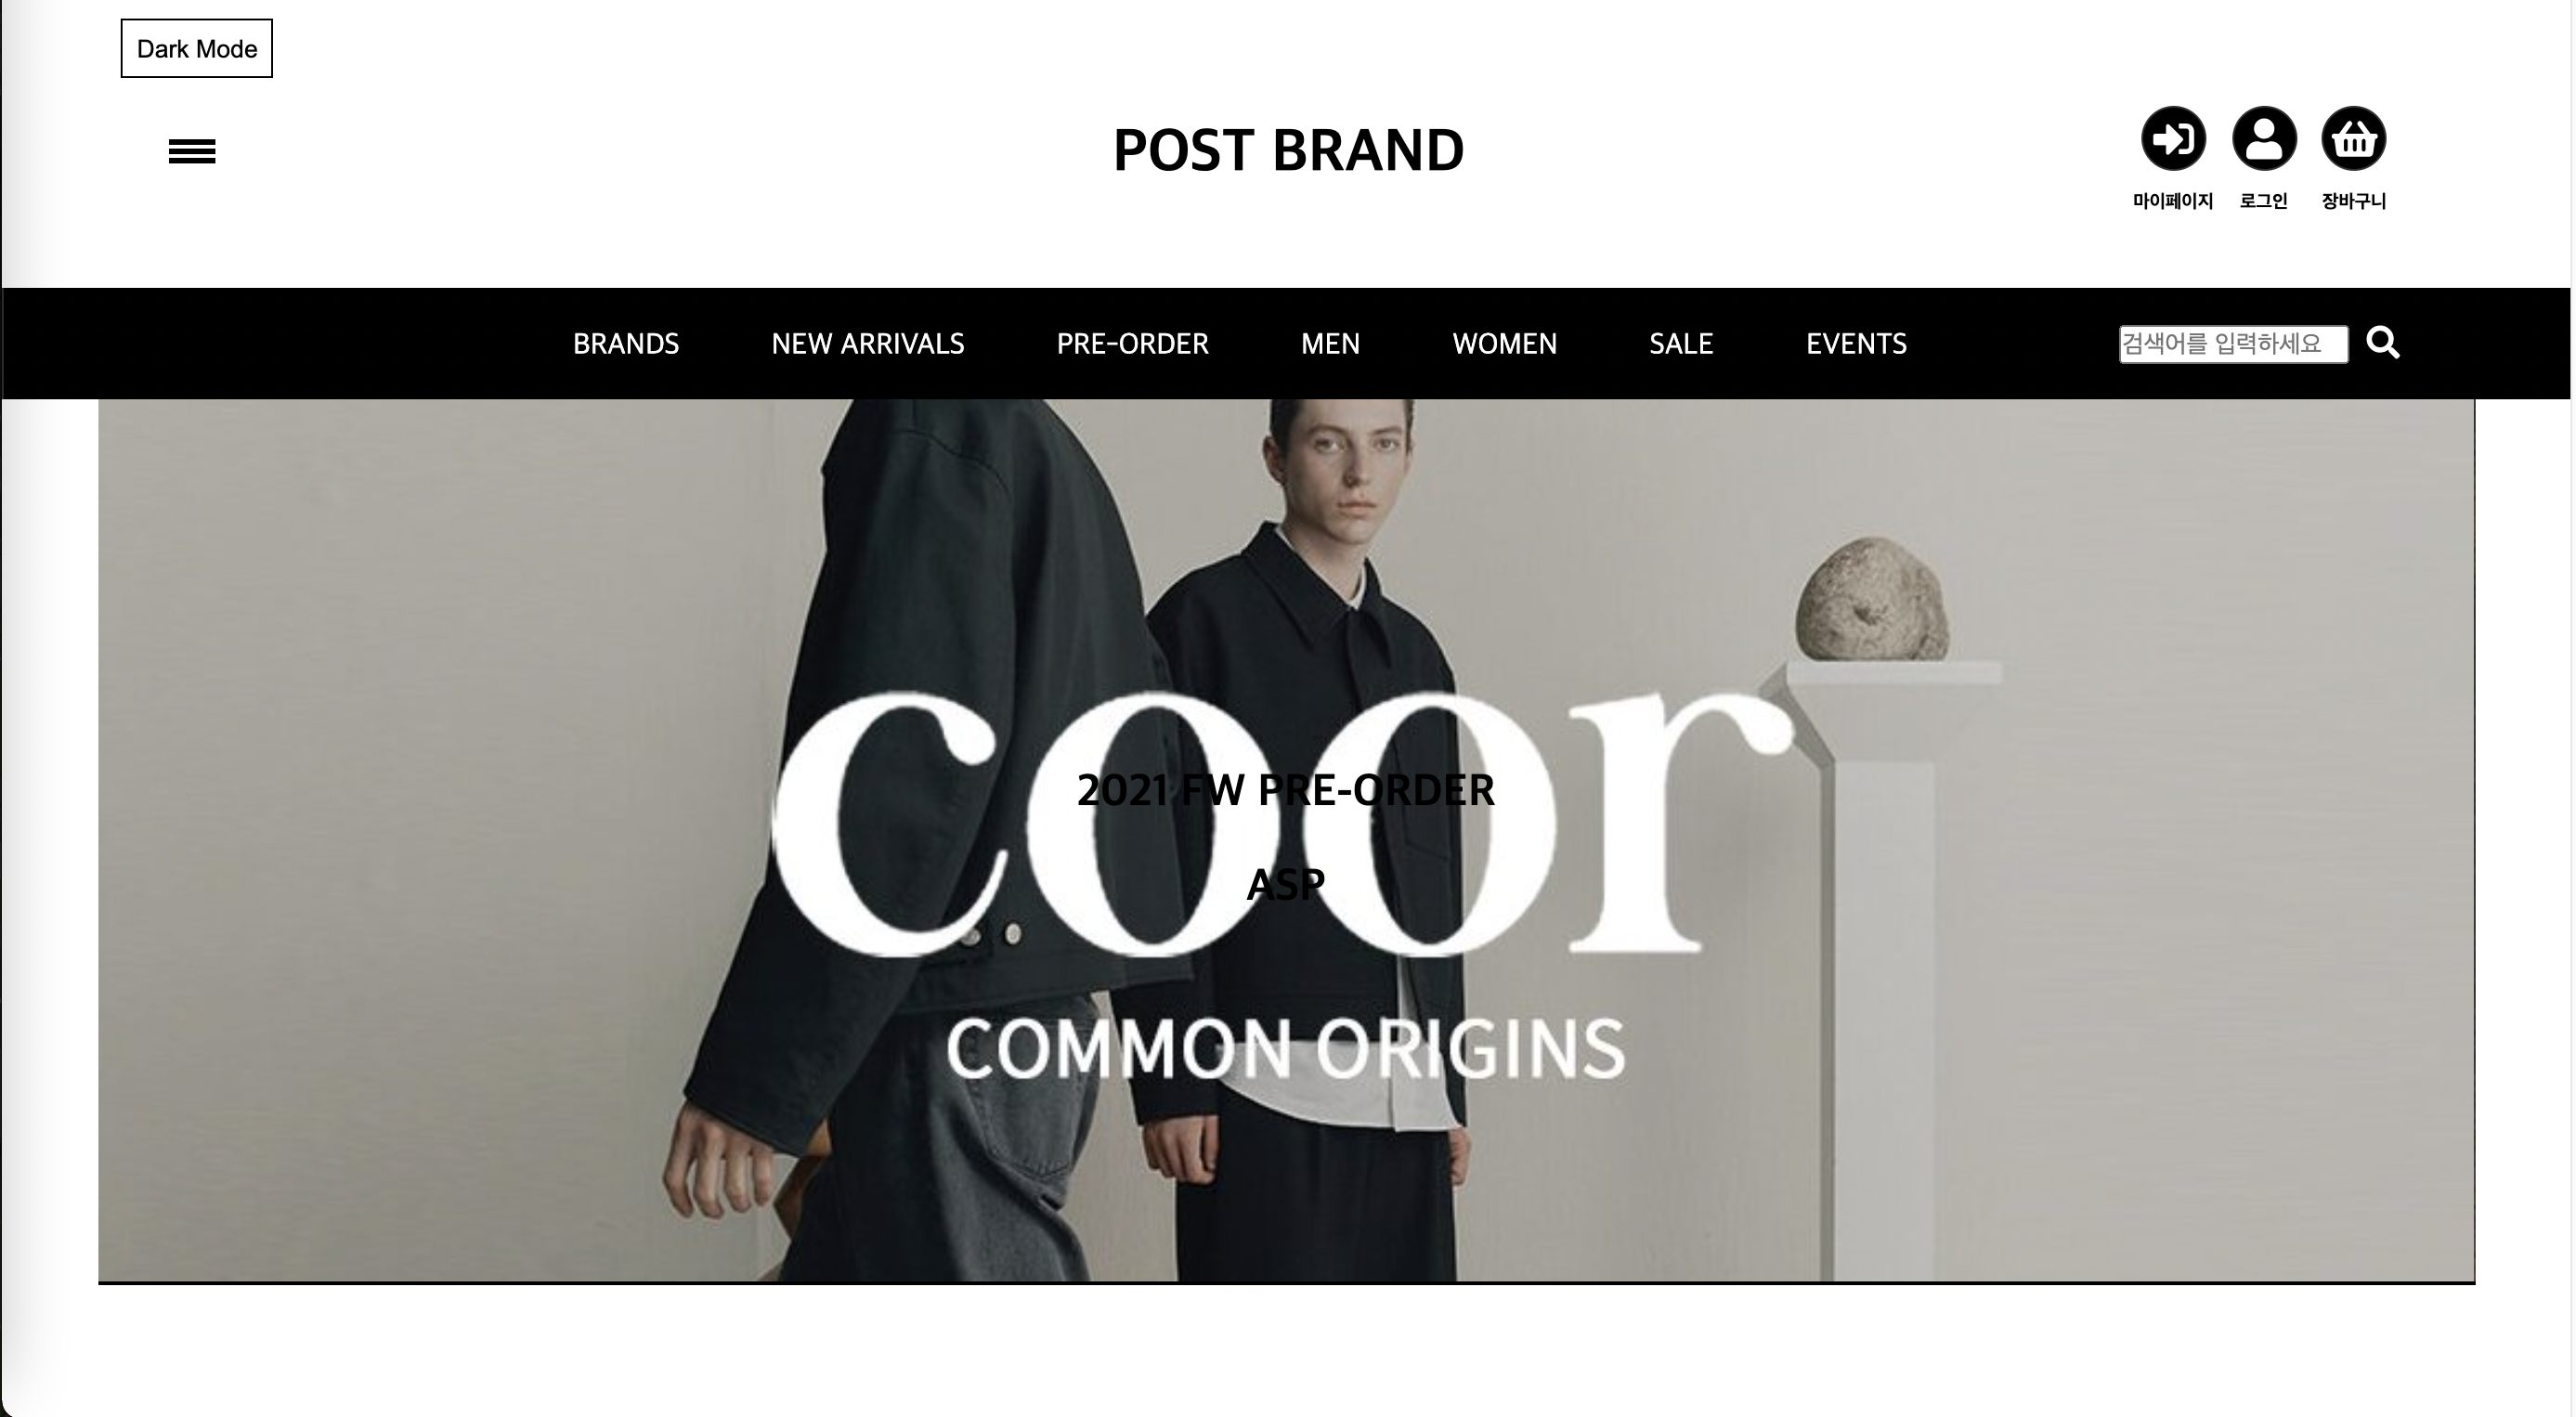 Dark Mode
POST BRAND
마이페이지 로그인 장바구니
BRANDS NEW ARRIVALS PRE-ORDER MEN WOMEN SALE EVENTS 검색어를 입력하세요
coor
2021 FW PRE-ORDER
ASP
COMMON ORIGINS